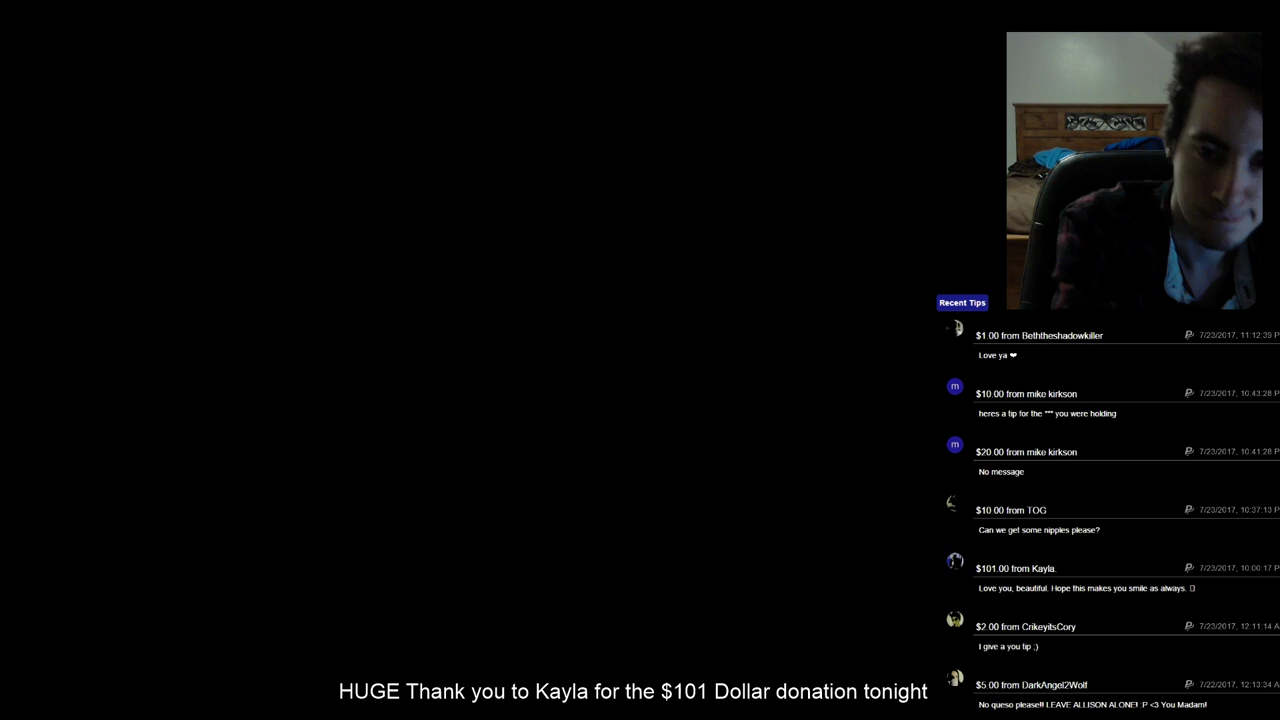 Recent Tips
$1.00 from Beththeshadowkiller 7/23/2017, 11:12:39 P
Love ya ❤
m
$10.00 from mike kirkson 7/23/2017, 10:43:28 P
heres a tip for the *** you were holding
m
$20.00 from mike kirkson 7/23/2017, 10:41:28 P
No message
$10.00 from TOG 7/23/2017, 10:37:13 P
Can we get some nipples please?
$101.00 from Kayla. 7/23/2017, 10:00:17 P
Love you, beautiful. Hope this makes you smile as always. 
$2.00 from CrikeyitsCory 7/23/2017, 12:11:14 A
I give a you tip ;)
$5.00 from DarkAngel2Wolf 7/22/2017, 12:13:34 A
No queso please!! LEAVE ALLISON ALONE! :P <3 You Madam!
HUGE Thank you to Kayla for the $101 Dollar donation tonight